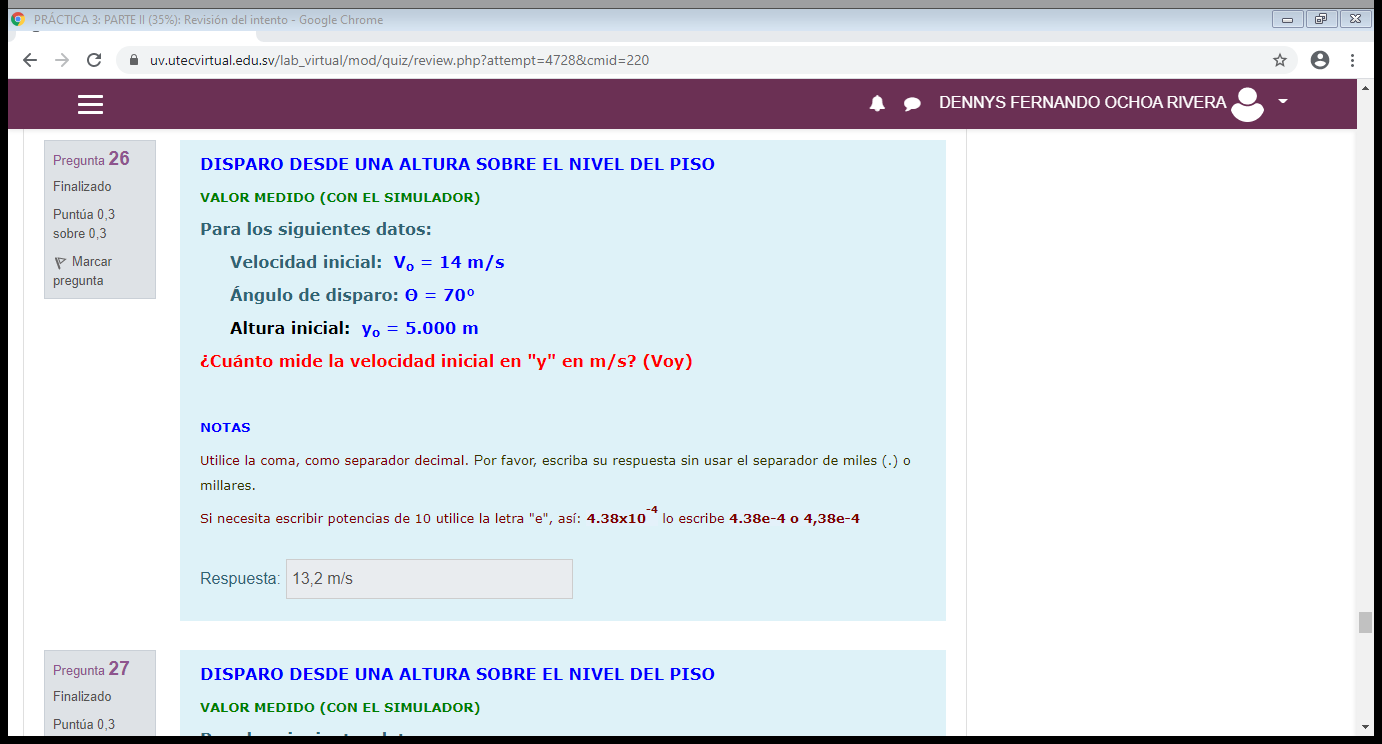 PRÁCTICA 3: PARTE II (35%): Revisión del intento - Google Chrome
uv.utecvirtual.edu.sv/lab_virtual/mod/quiz/review.php?attempt=4728&cmid=220
DENNYS FERNANDO OCHOA RIVERA
Pregunta 26
Finalizado
Puntúa 0,3
sobre 0,3
Marcar
pregunta
DISPARO DESDE UNA ALTURA SOBRE EL NIVEL DEL PISO
VALOR MEDIDO (CON EL SIMULADOR)
Para los siguientes datos:
Velocidad inicial: Vo = 14 m/s
Ángulo de disparo: Θ = 70º
Altura inicial: yo = 5.000 m
¿Cuánto mide la velocidad inicial en "y" en m/s? (Voy)
NOTAS
Utilice la coma, como separador decimal. Por favor, escriba su respuesta sin usar el separador de miles (.) o
millares.
Si necesita escribir potencias de 10 utilice la letra "e", así: 4.38x10-4 lo escribe 4.38e-4 o 4,38e-4
Respuesta: 13,2 m/s
Pregunta 27
Finalizado
Puntúa 0,3
DISPARO DESDE UNA ALTURA SOBRE EL NIVEL DEL PISO
VALOR MEDIDO (CON EL SIMULADOR)